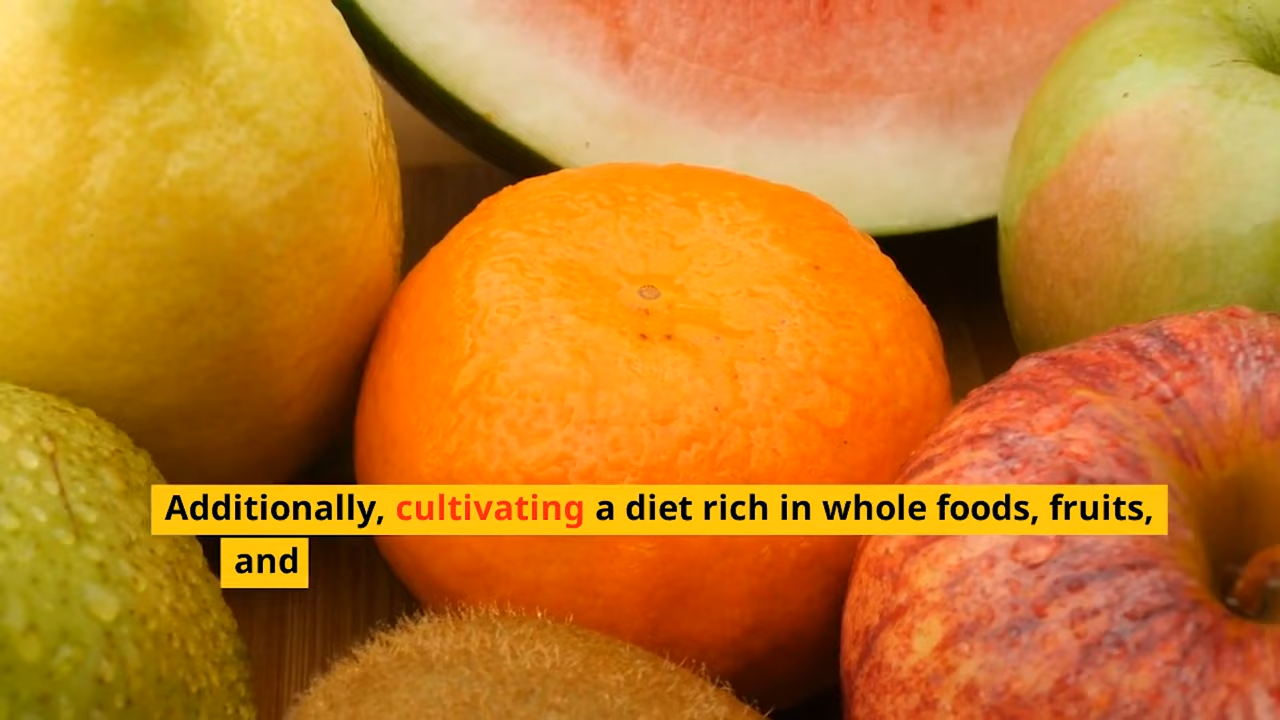 Additionally, cultivating a diet rich in whole foods, fruits,
and